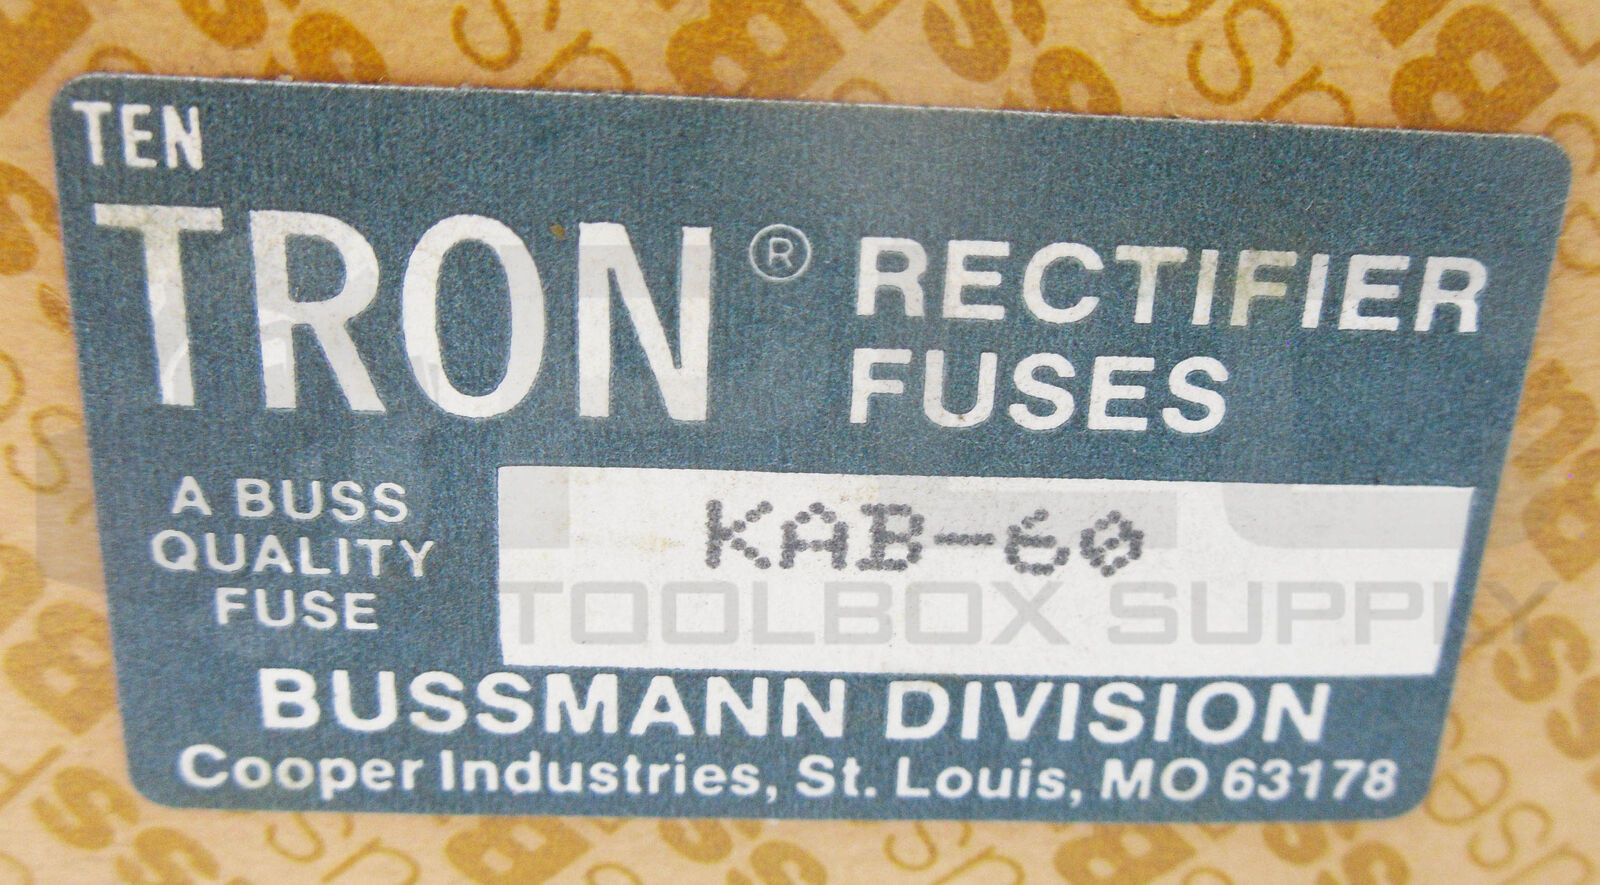 TEN
TRON® RECTIFIER
FUSES
A BUSS
QUALITY
FUSE
KAB-60
TOOLBOX SUPPLY
BUSSMANN DIVISION
Cooper Industries, St. Louis, MO 63178